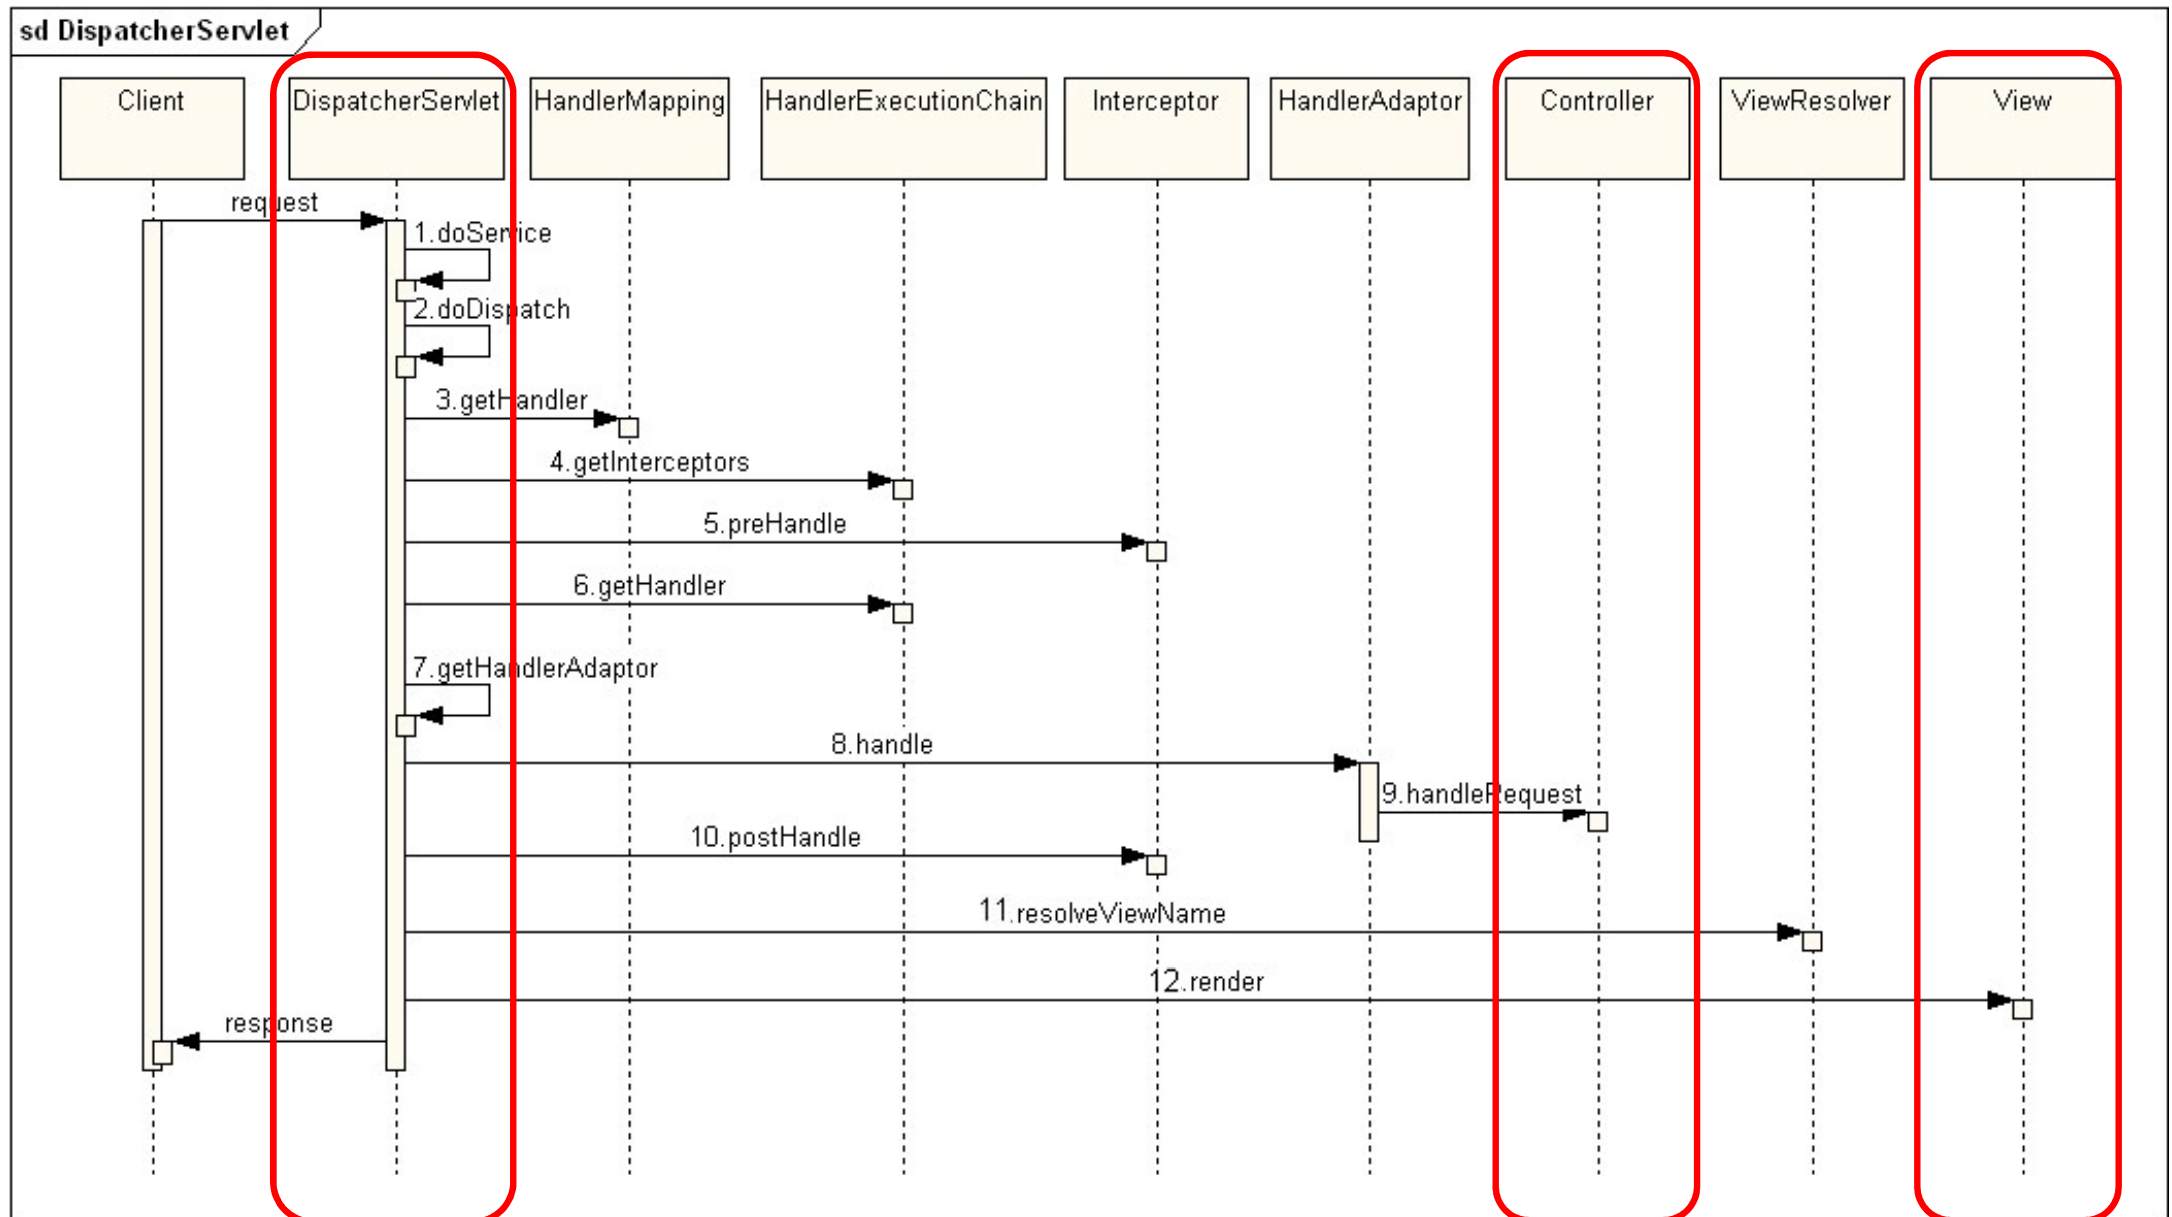 sd DispatcherServlet
Client
DispatcherServlet
HandlerMapping
HandlerExecutionChain
Interceptor
HandlerAdaptor
Controller
ViewResolver
View
request
1.doService
2.doDispatch
3.getHandler
4.getInterceptors
5.preHandle
6.getHandler
7.getHandlerAdaptor
8.handle
9.handleRequest
10.postHandle
11.resolveViewName
12.render
response